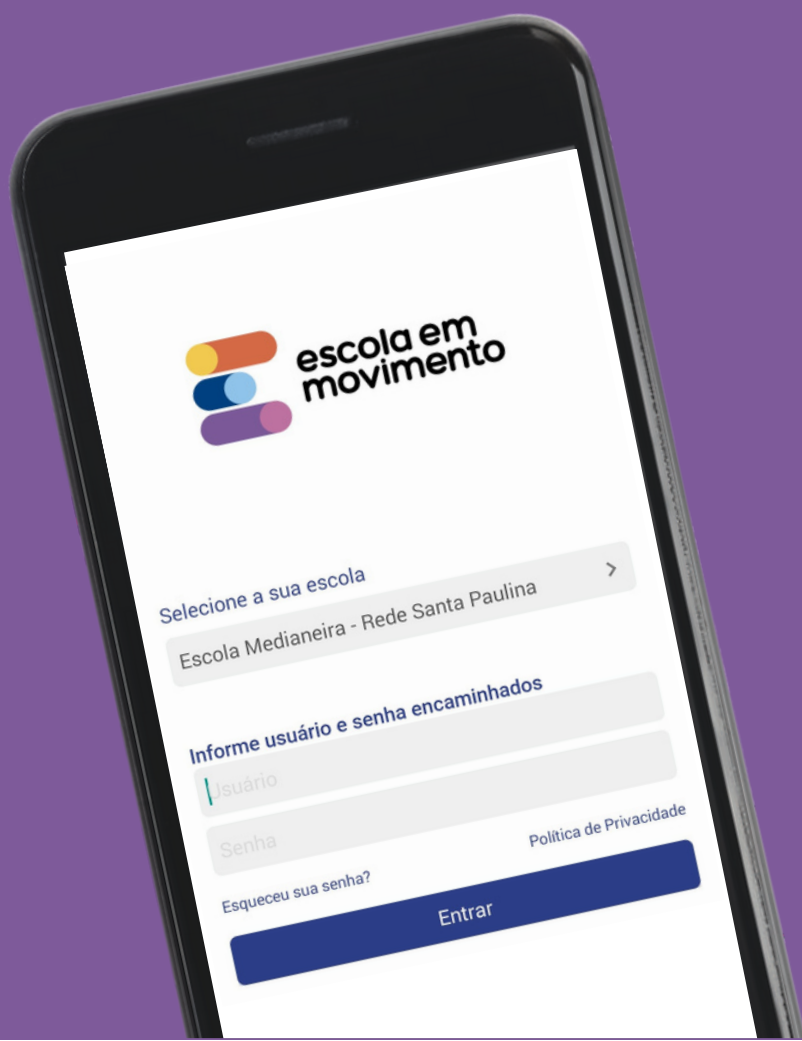 escola em
movimento
Selecione a sua escola
Escola Medianeira - Rede Santa Paulina
Informe usuário e senha encaminhados
Usuário
Senha
Política de Privacidade
Esqueceu sua senha?
Entrar